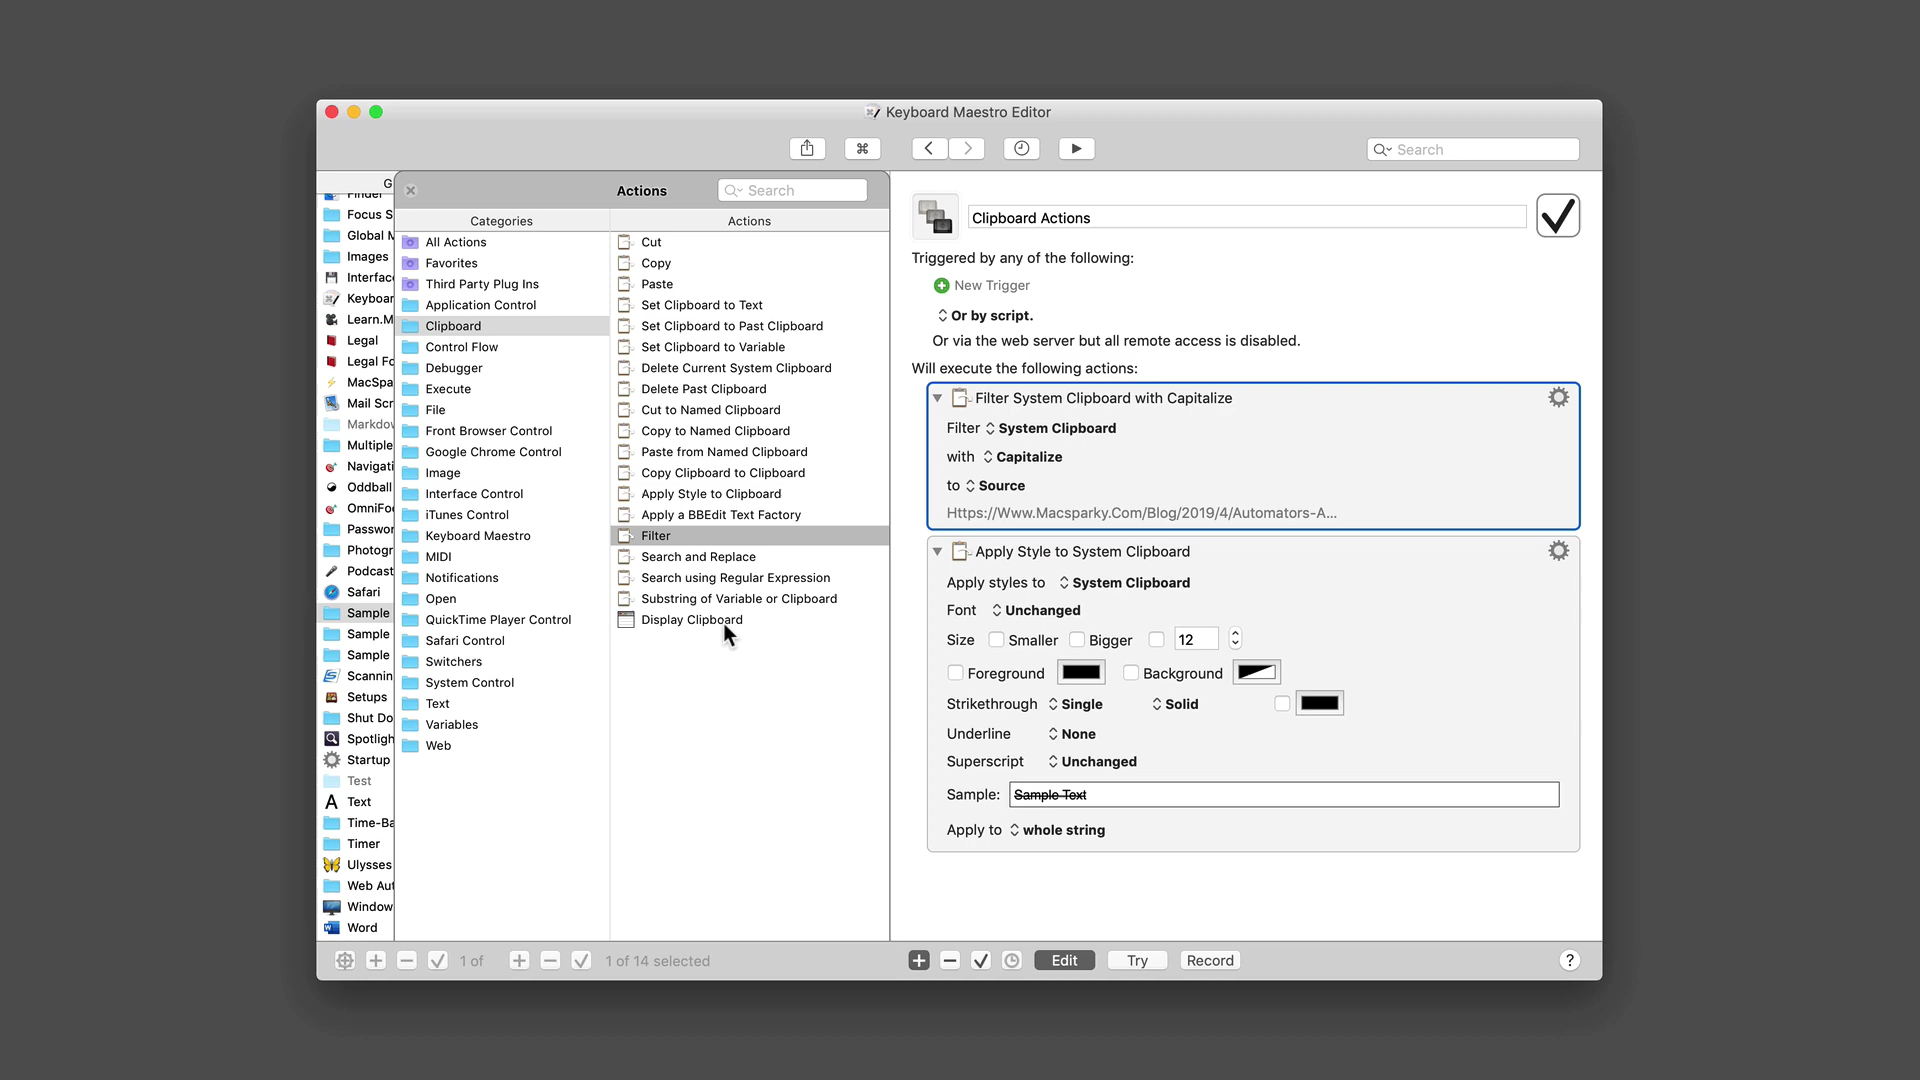 Keyboard Maestro Editor
Search
G
Finder
Focus S
Global M
Images
Interfac
Keyboar
Learn.M
Legal
Legal Fo
MacSpa
Mail Scr
Markdov
Multiple
Navigati
Oddball
OmniFo
Passwor
Photogr
Podcast
Safari
Sample
Sample
Sample
Scannin
Setups
Shut Do
Spotligh
Startup
Test
Text
Time-Ba
Timer
Ulysses
Web Aut
Window
Word
Actions
Search
Categories
All Actions
Favorites
Third Party Plug Ins
Application Control
Clipboard
Control Flow
Debugger
Execute
File
Front Browser Control
Google Chrome Control
Image
Interface Control
iTunes Control
Keyboard Maestro
MIDI
Notifications
Open
QuickTime Player Control
Safari Control
Switchers
System Control
Text
Variables
Web
Actions
Cut
Copy
Paste
Set Clipboard to Text
Set Clipboard to Past Clipboard
Set Clipboard to Variable
Delete Current System Clipboard
Delete Past Clipboard
Cut to Named Clipboard
Copy to Named Clipboard
Paste from Named Clipboard
Copy Clipboard to Clipboard
Apply Style to Clipboard
Apply a BBEdit Text Factory
Filter
Search and Replace
Search using Regular Expression
Substring of Variable or Clipboard
Display Clipboard
Clipboard Actions
Triggered by any of the following:
New Trigger
Or by script.
Or via the web server but all remote access is disabled.
Will execute the following actions:
Filter System Clipboard with Capitalize
Filter System Clipboard
with Capitalize
to Source
Https://Www.Macsparky.Com/Blog/2019/4/Automators-A...
Apply Style to System Clipboard
Apply styles to System Clipboard
Font Unchanged
Size Smaller Bigger 12
Foreground Background
Strikethrough Single Solid
Underline None
Superscript Unchanged
Sample: Sample Text
Apply to whole string
1 of
1 of 14 selected
Edit Try Record ?